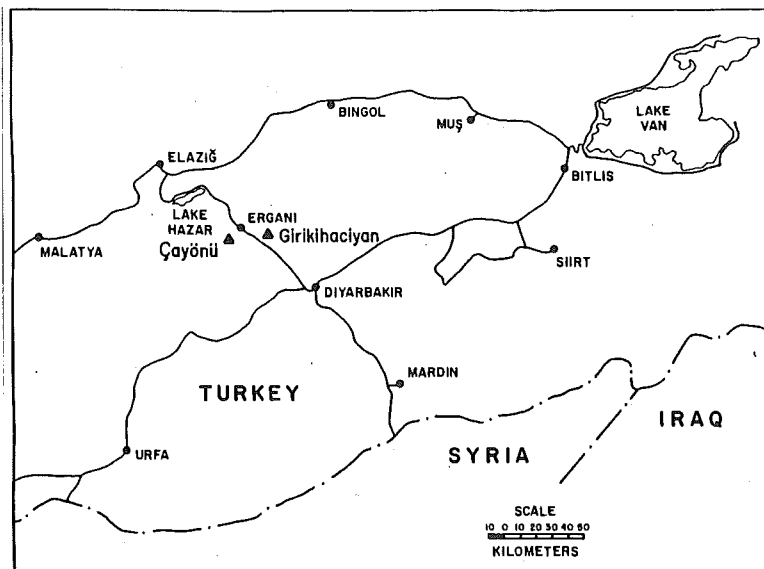 BINGOL
MUŞ
LAKE
VAN
ELAZIĞ
BITLIS
LAKE
HAZAR
ERGANI
Girikihaciyan
Çayönü
MALATYA
SIIRT
DIYARBAKIR
MARDIN
TURKEY
IRAQ
SYRIA
URFA
SCALE
10 0 10 20 30 40 50
KILOMETERS